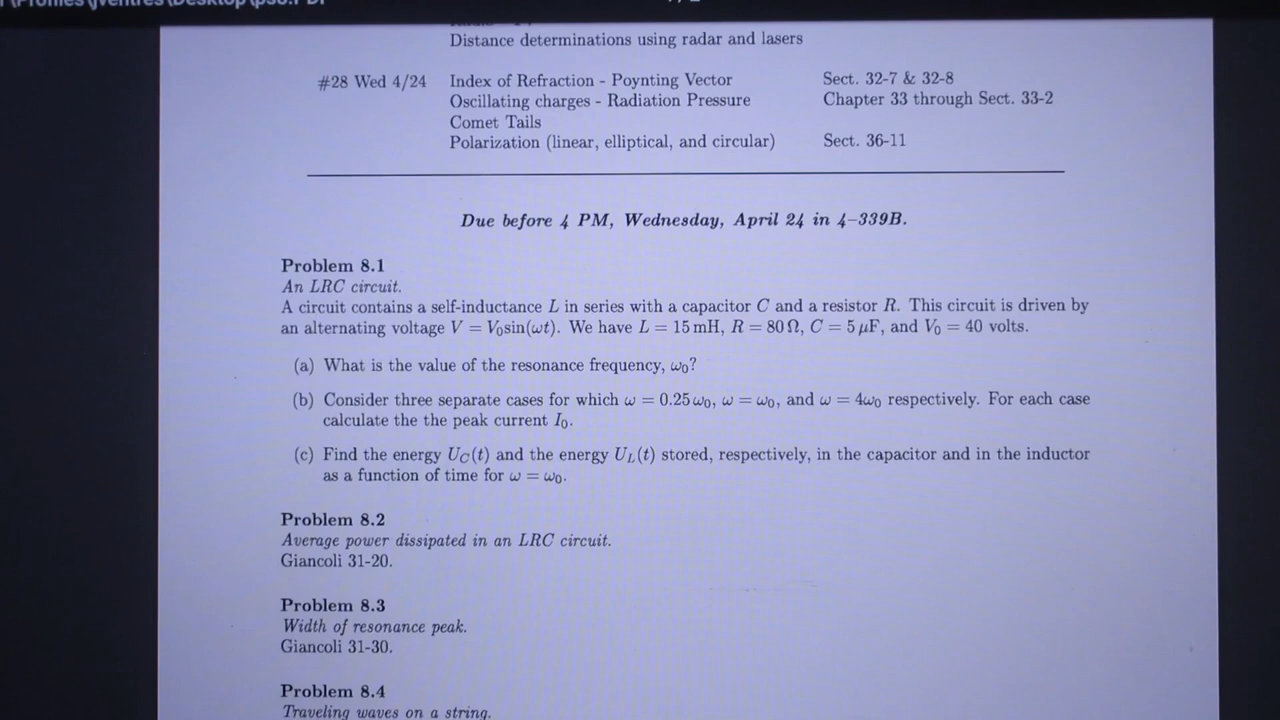 Distance determinations using radar and lasers
#28 Wed 4/24 Index of Refraction - Poynting Vector Sect. 32-7 & 32-8
Oscillating charges - Radiation Pressure Chapter 33 through Sect. 33-2
Comet Tails
Polarization (linear, elliptical, and circular) Sect. 36-11
Due before 4 PM, Wednesday, April 24 in 4–339B.
Problem 8.1
An LRC circuit.
A circuit contains a self-inductance L in series with a capacitor C and a resistor R. This circuit is driven by
an alternating voltage V = V₀sin(ωt). We have L = 15 mH, R = 80 Ω, C = 5 μF, and V₀ = 40 volts.
(a) What is the value of the resonance frequency, ω₀?
(b) Consider three separate cases for which ω = 0.25 ω₀, ω = ω₀, and ω = 4ω₀ respectively. For each case
calculate the the peak current I₀.
(c) Find the energy U_C(t) and the energy U_L(t) stored, respectively, in the capacitor and in the inductor
as a function of time for ω = ω₀.
Problem 8.2
Average power dissipated in an LRC circuit.
Giancoli 31-20.
Problem 8.3
Width of resonance peak.
Giancoli 31-30.
Problem 8.4
Traveling waves on a string.